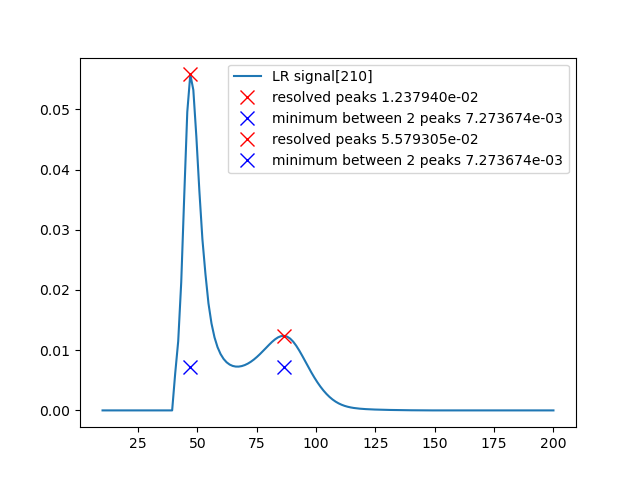 LR signal[210]
resolved peaks 1.237940e-02
minimum between 2 peaks 7.273674e-03
resolved peaks 5.579305e-02
minimum between 2 peaks 7.273674e-03
0.05
0.04
0.03
0.02
0.01
0.00
25 50 75 100 125 150 175 200